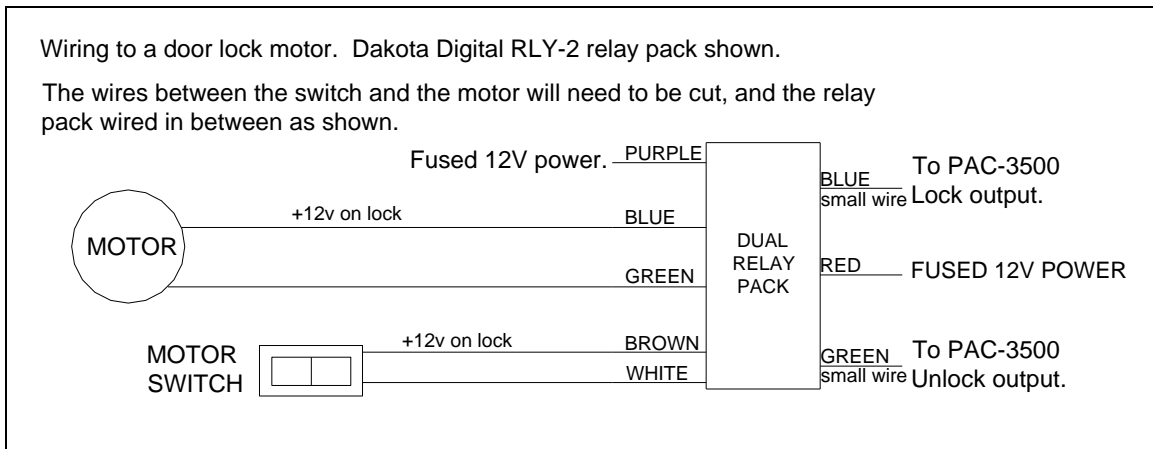 Wiring to a door lock motor.  Dakota Digital RLY-2 relay pack shown.
The wires between the switch and the motor will need to be cut, and the relay
pack wired in between as shown.
Fused 12V power.
PURPLE
BLUE
small wire
To PAC-3500
Lock output.
MOTOR
+12v on lock
BLUE
GREEN
DUAL
RELAY
PACK
RED
FUSED 12V POWER
MOTOR
SWITCH
+12v on lock
BROWN
WHITE
GREEN
small wire
To PAC-3500
Unlock output.